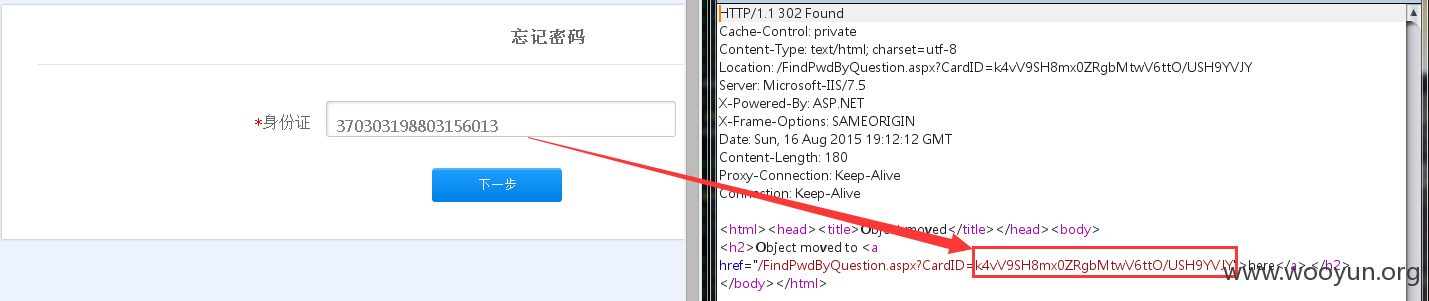 忘记密码
*身份证
370303198803156013
下一步
HTTP/1.1 302 Found
Cache-Control: private
Content-Type: text/html; charset=utf-8
Location: /FindPwdByQuestion.aspx?CardID=k4vV9SH8mx0ZRgbMtwV6ttO/USH9YVJY
Server: Microsoft-IIS/7.5
X-Powered-By: ASP.NET
X-Frame-Options: SAMEORIGIN
Date: Sun, 16 Aug 2015 19:12:12 GMT
Content-Length: 180
Proxy-Connection: Keep-Alive
Connection: Keep-Alive
<html><head><title>Object moved</title></head><body>
<h2>Object moved to <a
href="/FindPwdByQuestion.aspx?CardID=k4vV9SH8mx0ZRgbMtwV6ttO/USH9YVJY">here</a>.</h2>
</body></html>
www.wooyun.org